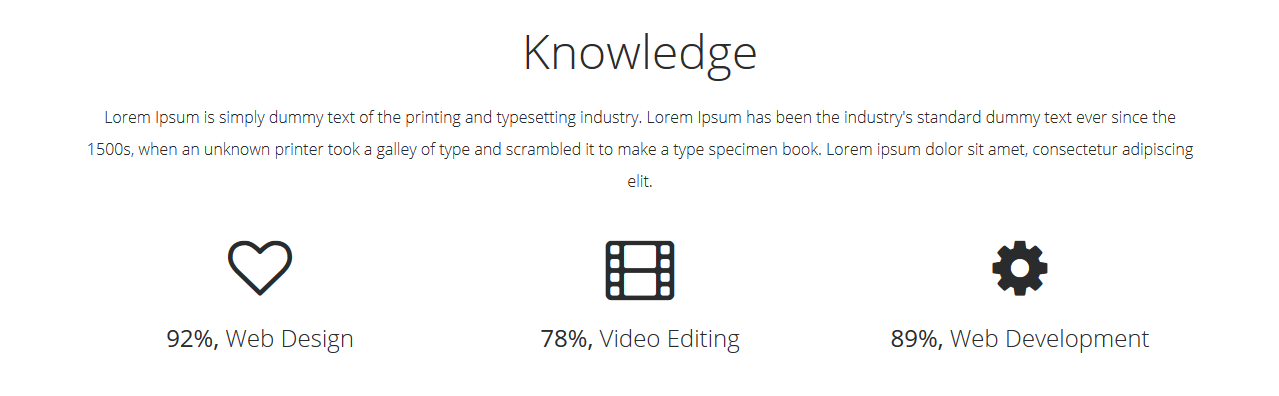 Knowledge
Lorem Ipsum is simply dummy text of the printing and typesetting industry. Lorem Ipsum has been the industry's standard dummy text ever since the
1500s, when an unknown printer took a galley of type and scrambled it to make a type specimen book. Lorem ipsum dolor sit amet, consectetur adipiscing
elit.
92%, Web Design
78%, Video Editing
89%, Web Development